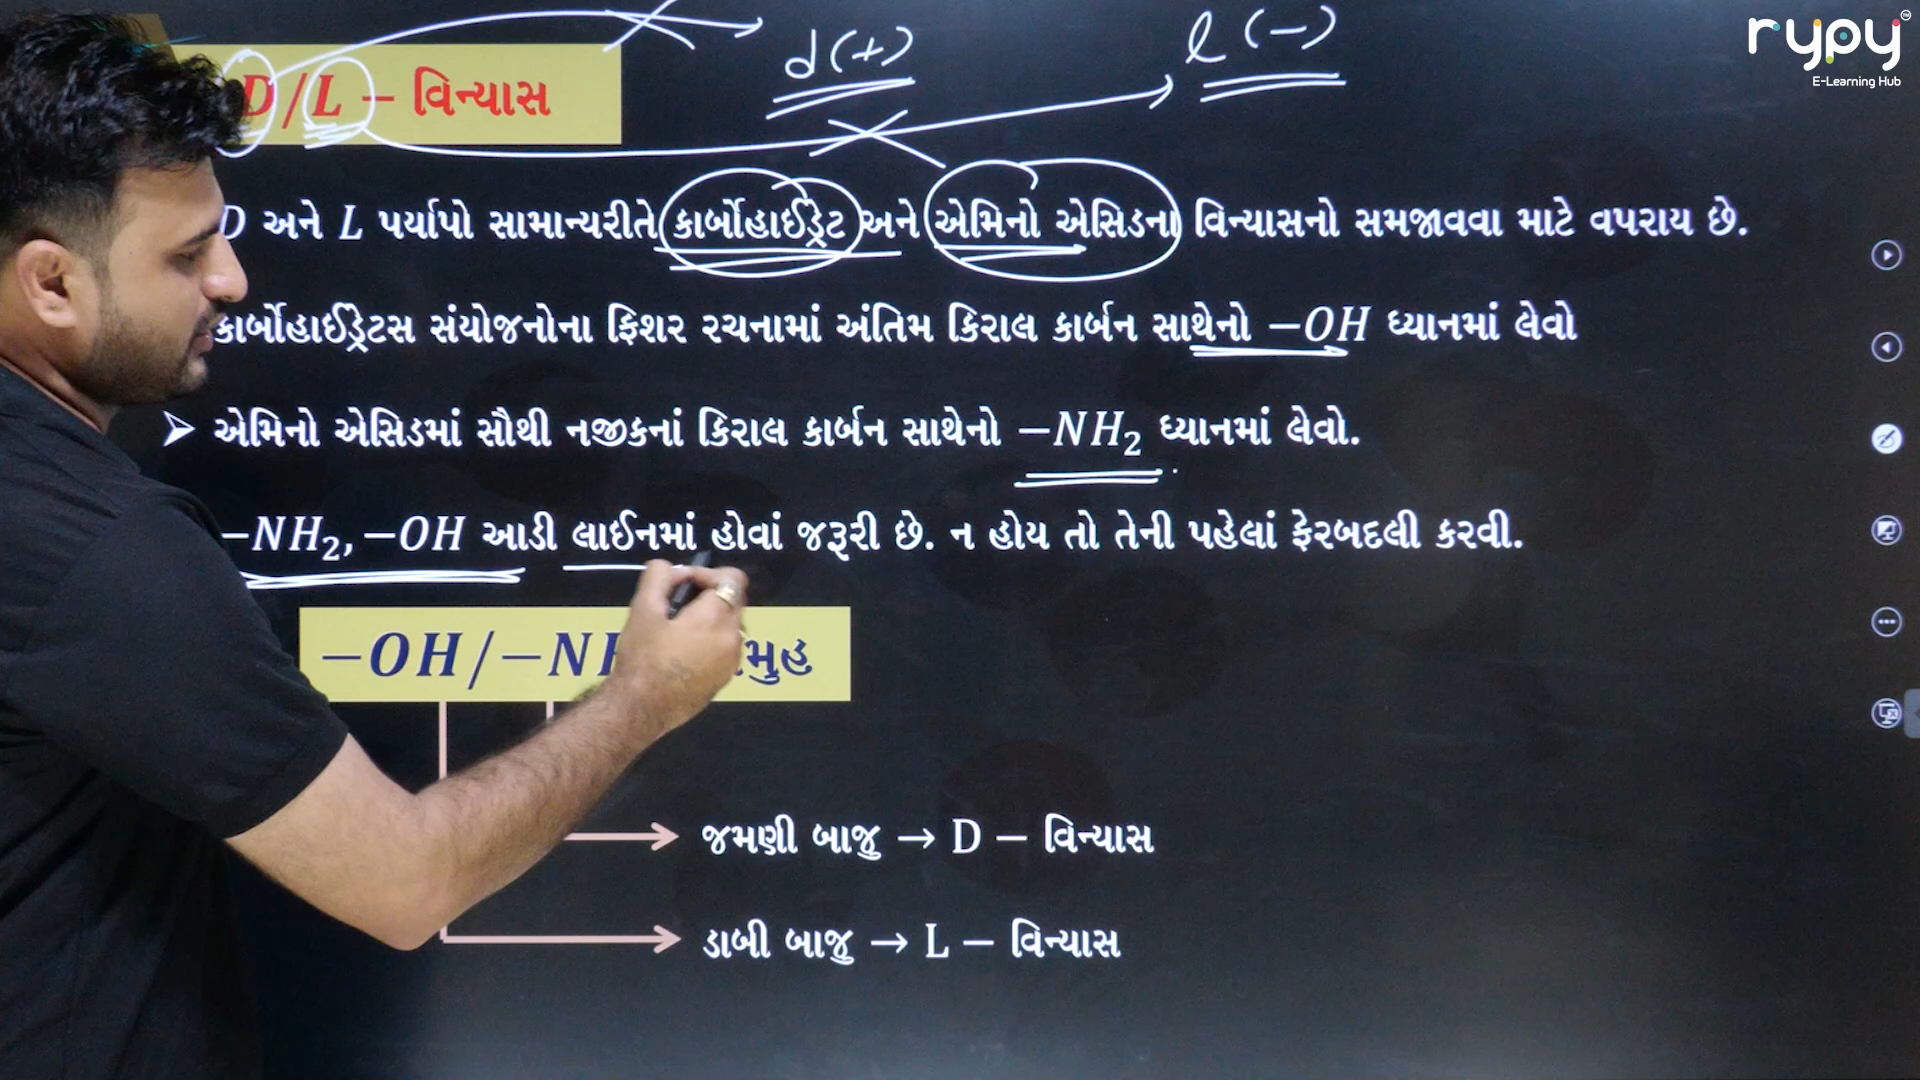 d (+) l (−)
rypy™
E-Learning Hub
D/L − વિન્યાસ
D અને L પર્યાપો સામાન્યરીતે કાર્બોહાઈડ્રેટ અને એમિનો એસિડના વિન્યાસનો સમજાવવા માટે વપરાય છે.
કાર્બોહાઈડ્રેટસ સંયોજનોના ફિશર રચનામાં અંતિમ કિરાલ કાર્બન સાથેનો −OH ધ્યાનમાં લેવો
➢ એમિનો એસિડમાં સૌથી નજીકનાં કિરાલ કાર્બન સાથેનો −NH₂ ધ્યાનમાં લેવો.
−NH₂, −OH આડી લાઈનમાં હોવાં જરૂરી છે. ન હોય તો તેની પહેલાં ફેરબદલી કરવી.
−OH/−N
જમણી બાજુ → D − વિન્યાસ
ડાબી બાજુ → L − વિન્યાસ